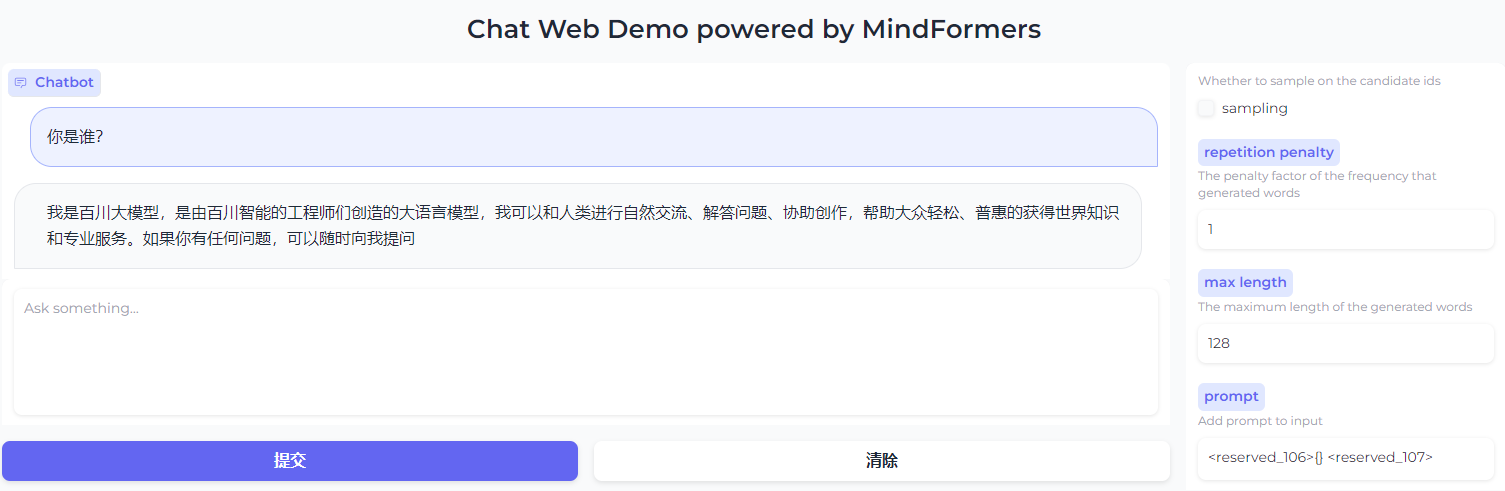 Chat Web Demo powered by MindFormers
Chatbot
你是谁?
我是百川大模型，是由百川智能的工程师们创造的大语言模型，我可以和人类进行自然交流、解答问题、协助创作，帮助大众轻松、普惠的获得世界知识
和专业服务。如果你有任何问题，可以随时向我提问
Ask something...
提交
清除
Whether to sample on the candidate ids
sampling
repetition penalty
The penalty factor of the frequency that
generated words
1
max length
The maximum length of the generated words
128
prompt
Add prompt to input
<reserved_106>{} <reserved_107>